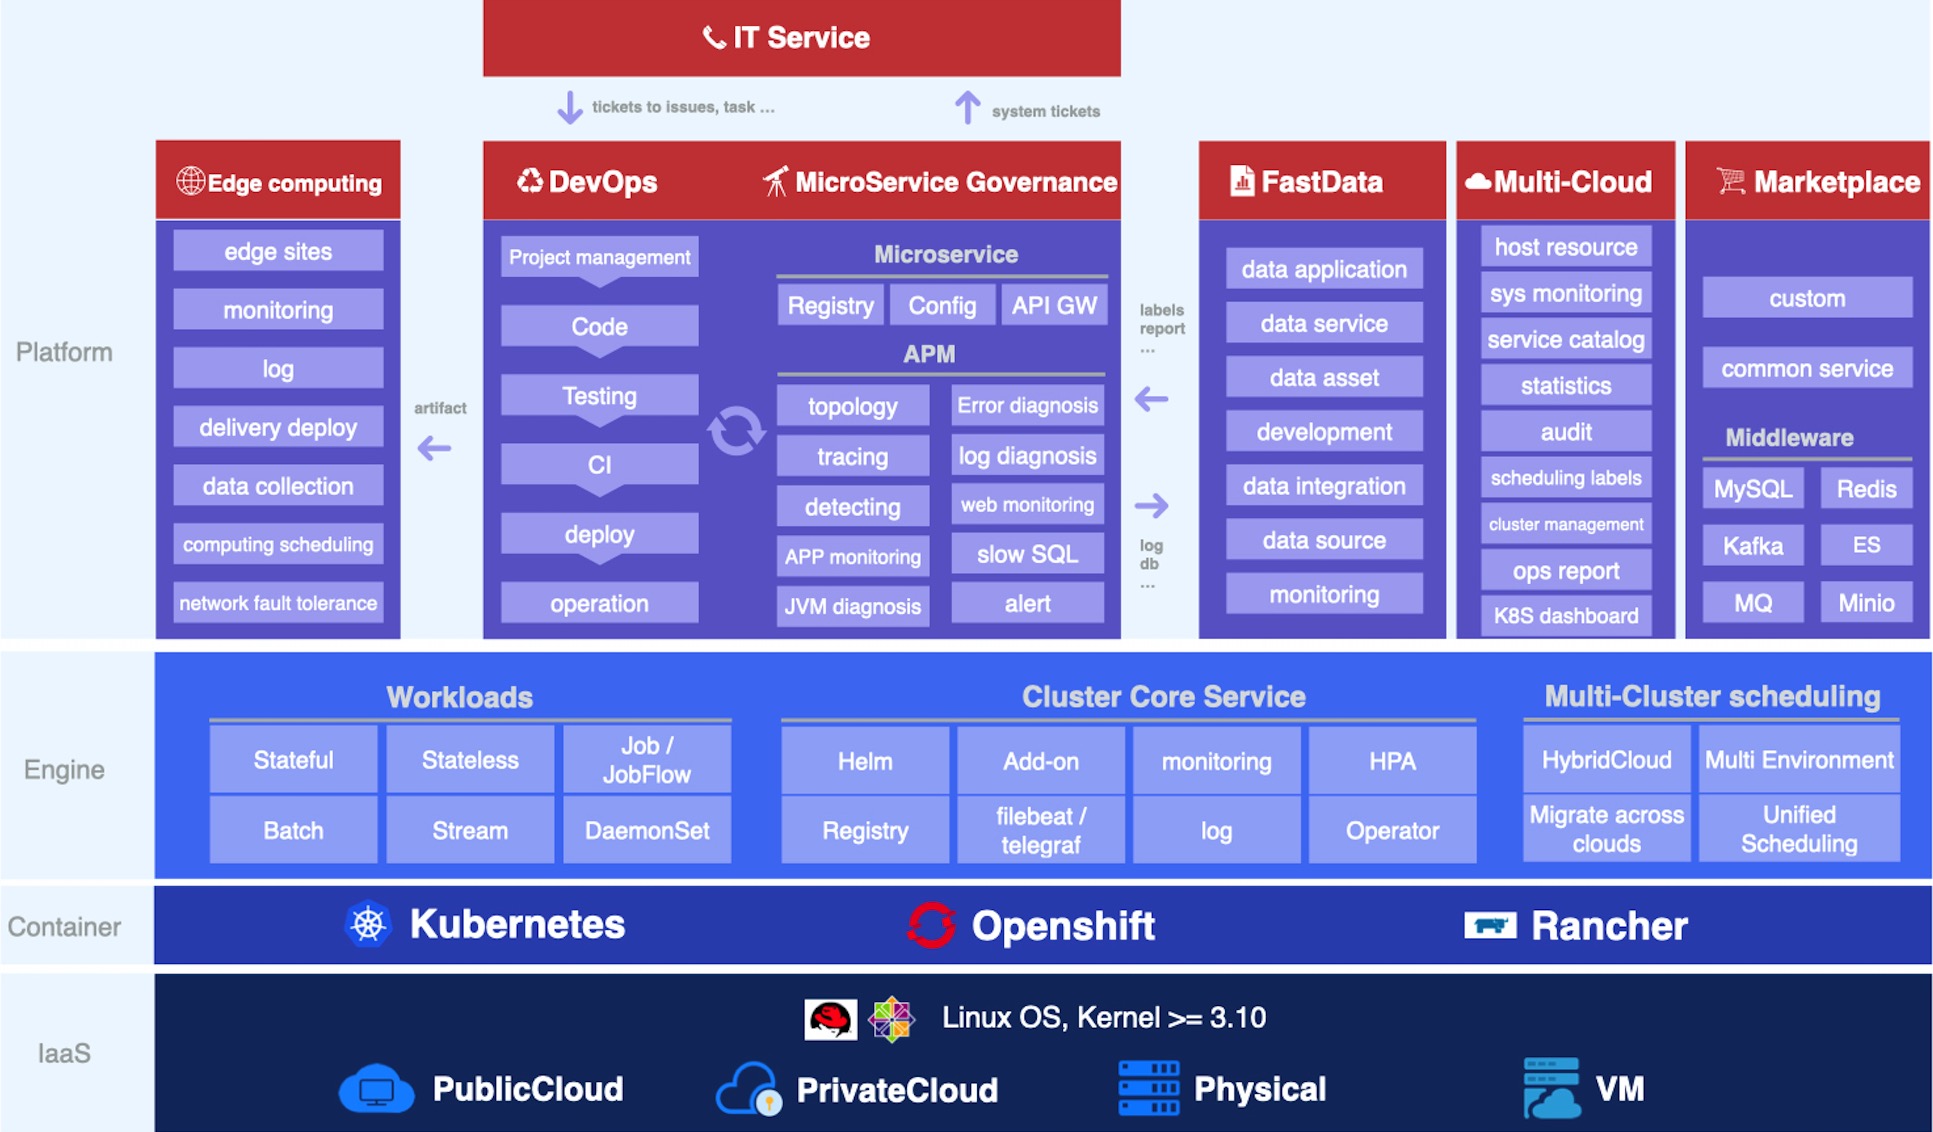 IT Service
tickets to issues, task ...
system tickets
Platform
Edge computing
edge sites
monitoring
log
delivery deploy
data collection
computing scheduling
network fault tolerance
artifact
DevOps
Project management
Code
Testing
CI
deploy
operation
MicroService Governance
Microservice
Registry
Config
API GW
APM
topology
Error diagnosis
tracing
log diagnosis
detecting
web monitoring
APP monitoring
slow SQL
JVM diagnosis
alert
labels
report
...
log
db
...
FastData
data application
data service
data asset
development
data integration
data source
monitoring
Multi-Cloud
host resource
sys monitoring
service catalog
statistics
audit
scheduling labels
cluster management
ops report
K8S dashboard
Marketplace
custom
common service
Middleware
MySQL
Redis
Kafka
ES
MQ
Minio
Engine
Workloads
Stateful
Stateless
Job /
JobFlow
Batch
Stream
DaemonSet
Cluster Core Service
Helm
Add-on
monitoring
HPA
Registry
filebeat /
telegraf
log
Operator
Multi-Cluster scheduling
HybridCloud
Multi Environment
Migrate across
clouds
Unified
Scheduling
Container
Kubernetes
Openshift
Rancher
IaaS
Linux OS, Kernel >= 3.10
PublicCloud
PrivateCloud
Physical
VM